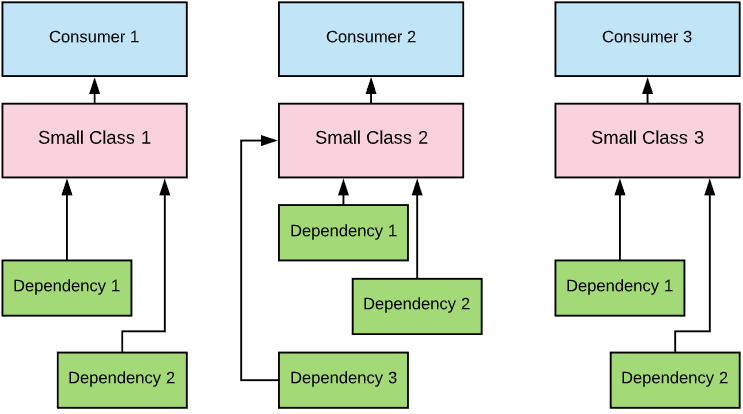 Consumer 1
Consumer 2
Consumer 3
Small Class 1
Small Class 2
Small Class 3
Dependency 1
Dependency 1
Dependency 1
Dependency 2
Dependency 2
Dependency 3
Dependency 2